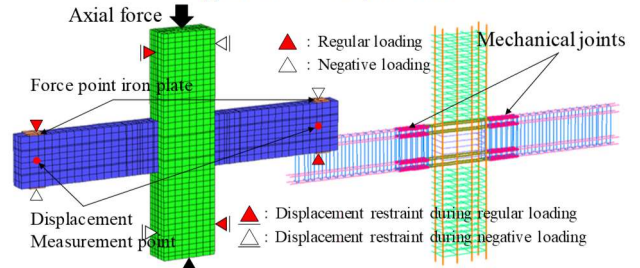 Axial force
: Regular loading
: Negative loading
Mechanical joints
Force point iron plate
Displacement
Measurement point
: Displacement restraint during regular loading
: Displacement restraint during negative loading